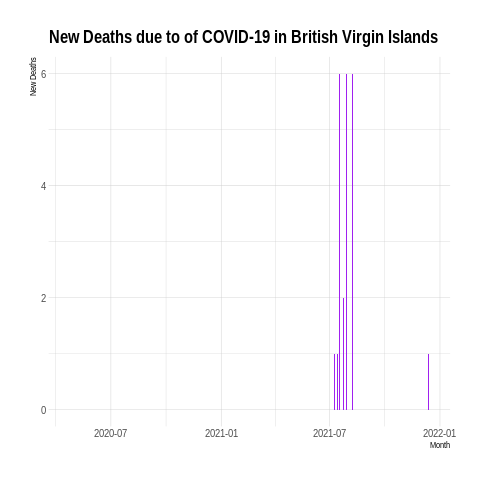 New Deaths due to of COVID-19 in British Virgin Islands
New Deaths
6
4
2
0
2020-07
2021-01
2021-07
2022-01
Month